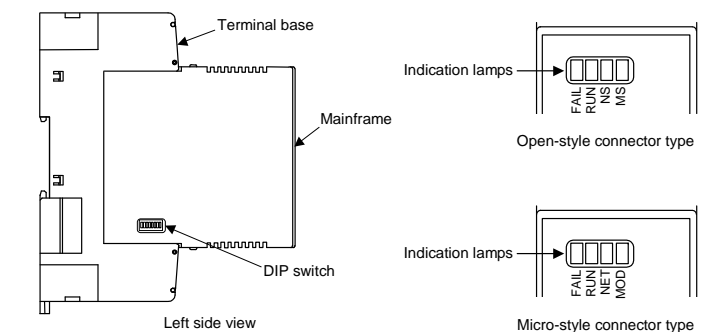 Terminal base
Mainframe
DIP switch
Left side view
Indication lamps
FAIL
RUN
NS
MS
Open-style connector type
Indication lamps
FAIL
RUN
NET
MOD
Micro-style connector type